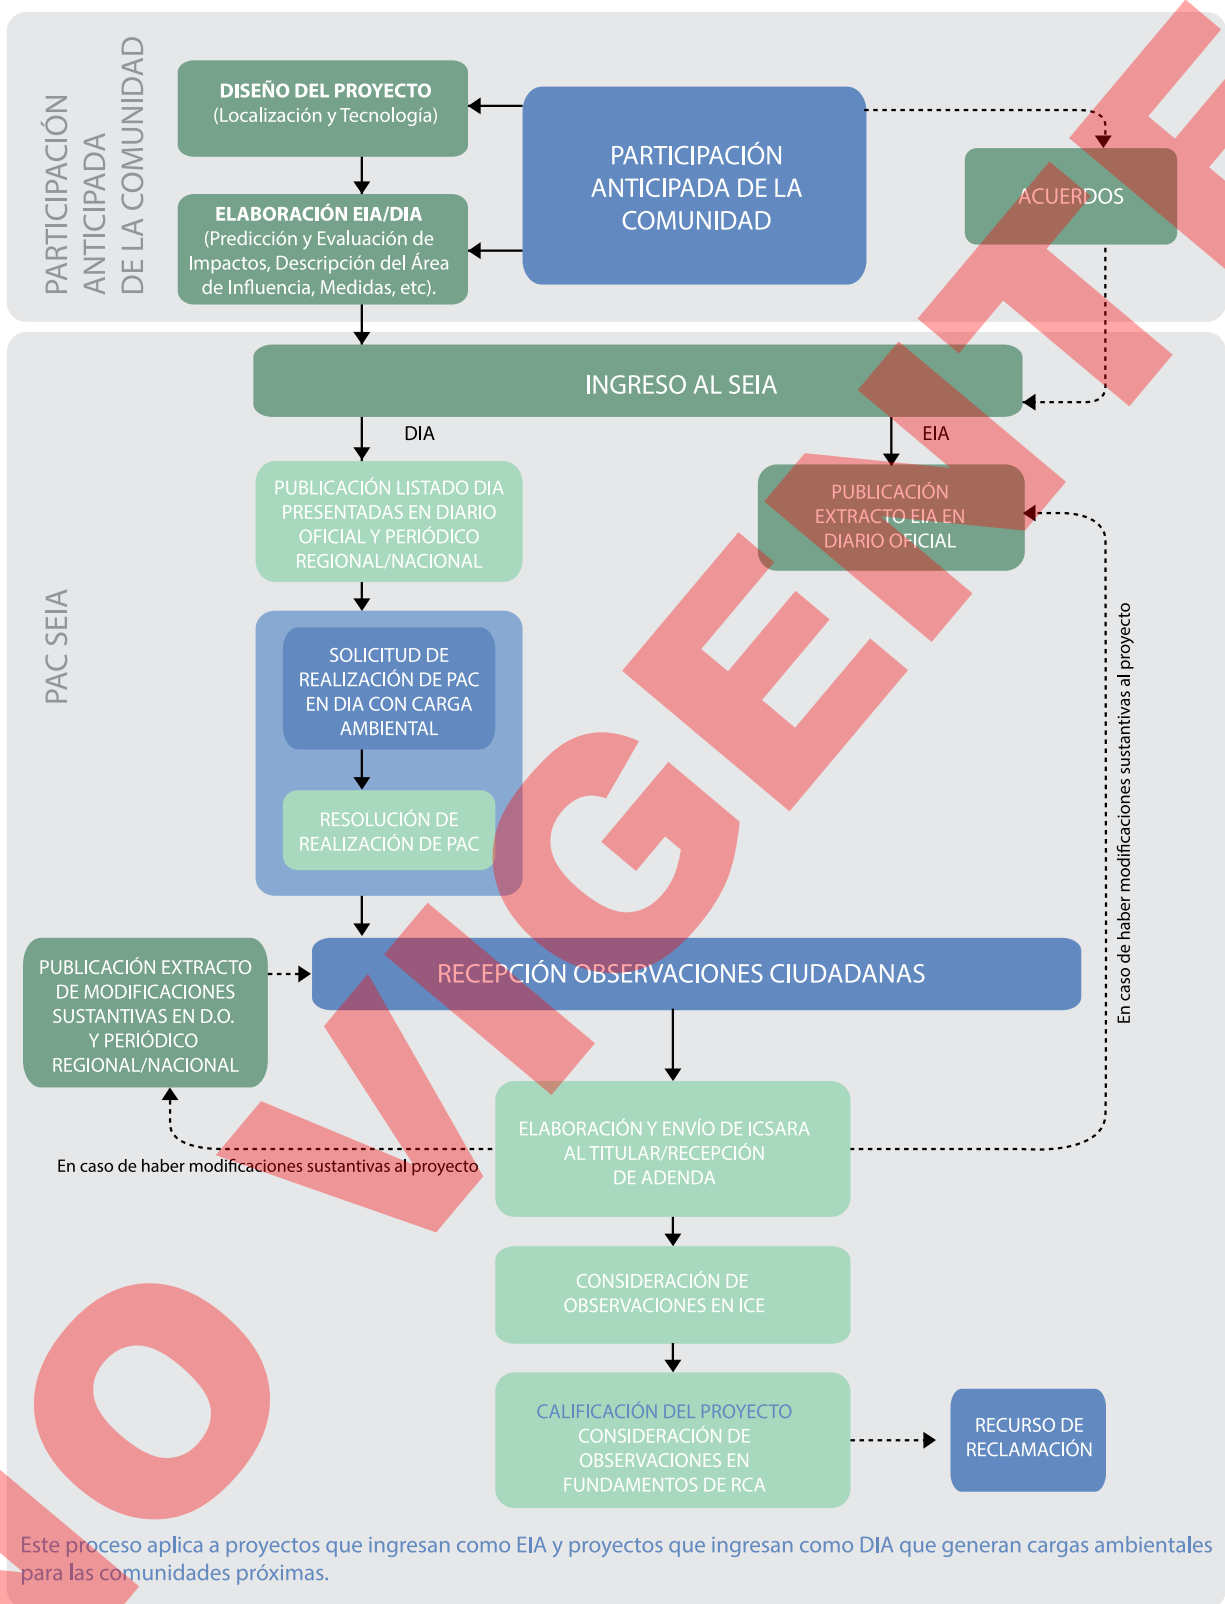 PARTICIPACIÓN
ANTICIPADA
DE LA COMUNIDAD
DISEÑO DEL PROYECTO
(Localización y Tecnología)
PARTICIPACIÓN
ANTICIPADA DE LA
COMUNIDAD
ACUERDOS
ELABORACIÓN EIA/DIA
(Predicción y Evaluación de
Impactos, Descripción del Área
de Influencia, Medidas, etc).
PAC SEIA
INGRESO AL SEIA
DIA
EIA
PUBLICACIÓN LISTADO DIA
PRESENTADAS EN DIARIO
OFICIAL Y PERIÓDICO
REGIONAL/NACIONAL
PUBLICACIÓN
EXTRACTO EIA EN
DIARIO OFICIAL
SOLICITUD DE
REALIZACIÓN DE PAC
EN DIA CON CARGA
AMBIENTAL
RESOLUCIÓN DE
REALIZACIÓN DE PAC
En caso de haber modificaciones sustantivas al proyecto
PUBLICACIÓN EXTRACTO
DE MODIFICACIONES
SUSTANTIVAS EN D.O.
Y PERIÓDICO
REGIONAL/NACIONAL
RECEPCIÓN OBSERVACIONES CIUDADANAS
ELABORACIÓN Y ENVÍO DE ICSARA
AL TITULAR/RECEPCIÓN
DE ADENDA
En caso de haber modificaciones sustantivas al proyecto
CONSIDERACIÓN DE
OBSERVACIONES EN ICE
CALIFICACIÓN DEL PROYECTO
CONSIDERACIÓN DE
OBSERVACIONES EN
FUNDAMENTOS DE RCA
RECURSO DE
RECLAMACIÓN
Este proceso aplica a proyectos que ingresan como EIA y proyectos que ingresan como DIA que generan cargas ambientales
para las comunidades próximas.
NO VIGENTE